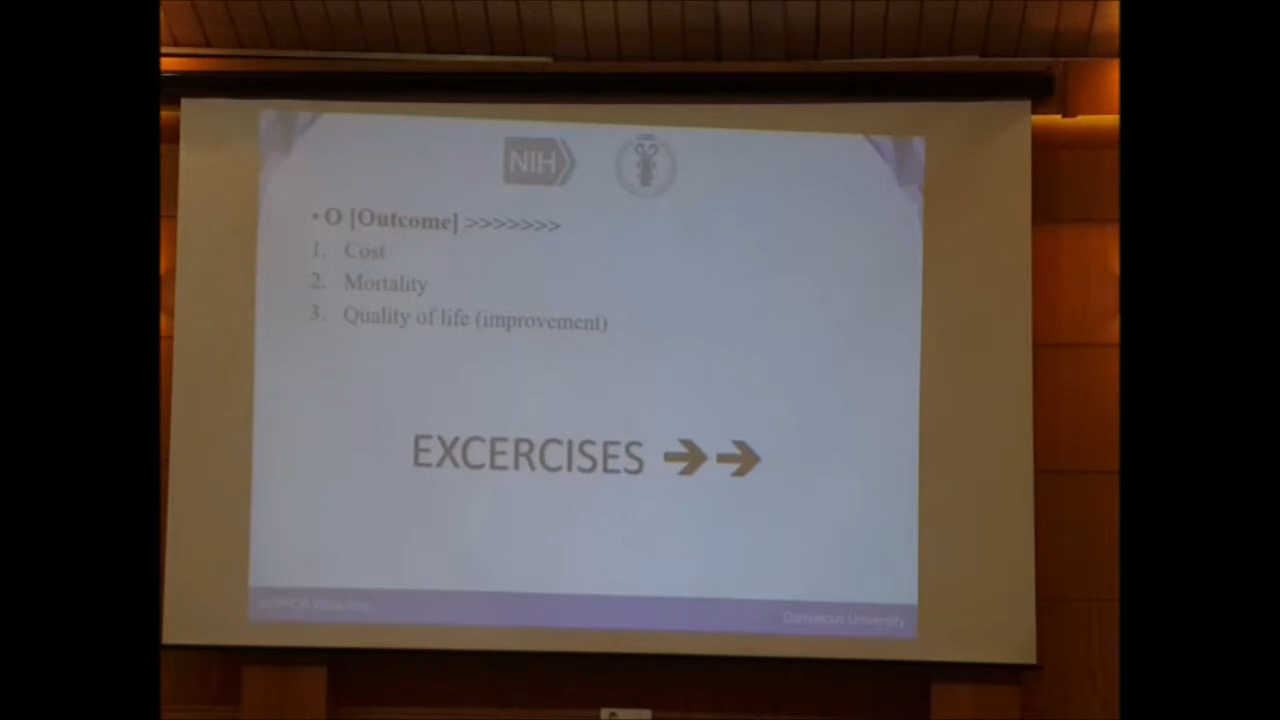 NIH
• O [Outcome] >>>>>>>
1. Cost
2. Mortality
3. Quality of life (improvement)
EXCERCISES
Damascus University